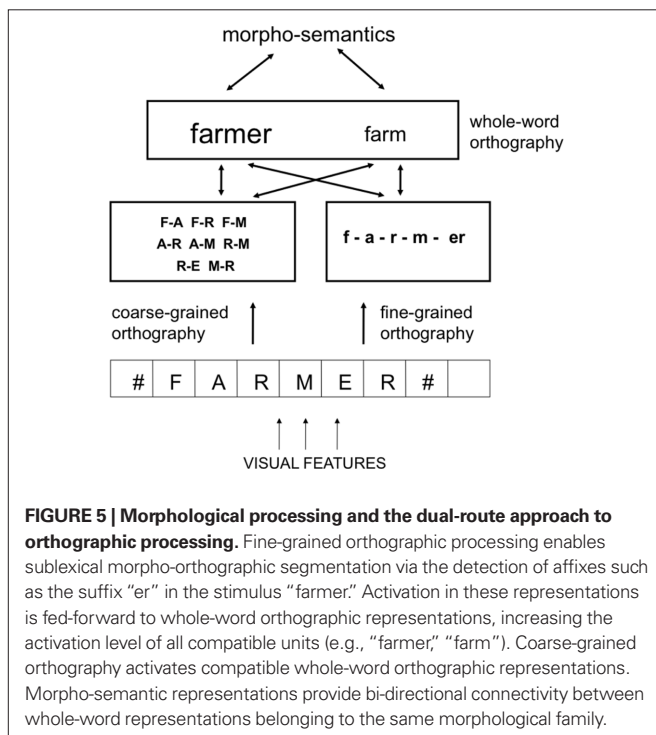 morpho-semantics
farmer farm
whole-word
orthography
F-A F-R F-M
A-R A-M R-M
R-E M-R
f - a - r - m - er
coarse-grained
orthography
fine-grained
orthography
# F A R M E R #
VISUAL FEATURES
FIGURE 5 | Morphological processing and the dual-route approach to
orthographic processing. Fine-grained orthographic processing enables
sublexical morpho-orthographic segmentation via the detection of affixes such
as the suffix “er” in the stimulus “farmer.” Activation in these representations
is fed-forward to whole-word orthographic representations, increasing the
activation level of all compatible units (e.g., “farmer,” “farm”). Coarse-grained
orthography activates compatible whole-word orthographic representations.
Morpho-semantic representations provide bi-directional connectivity between
whole-word representations belonging to the same morphological family.